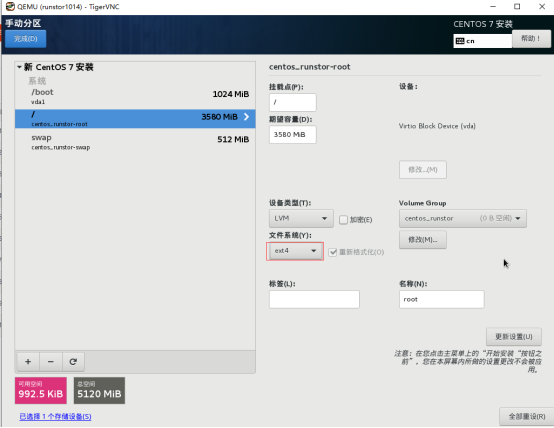 QEMU (runstor1014) - TigerVNC
手动分区
完成(D)
CENTOS 7 安装
cn
帮助！
新 CentOS 7 安装
系统
/boot
vda1
1024 MiB
/
centos_runstor-root
3580 MiB
swap
centos_runstor-swap
512 MiB
centos_runstor-root
挂载点(P)：
/
期望容量(D)：
3580 MiB
设备：
Virtio Block Device (vda)
修改...(M)
设备类型(T)：
LVM
加密(E)
Volume Group
centos_runstor (0 B 空闲)
修改(M)...
文件系统(Y)：
ext4
重新格式化(O)
标签(L)：
名称(N)：
root
更新设置(U)
注意：在您点击主菜单上的“开始安装”按钮之
前，您在本屏幕内所做的设置更改不会被应
用。
+
−
可用空间
992.5 KiB
总空间
5120 MiB
已选择 1 个存储设备(S)
全部重设(R)